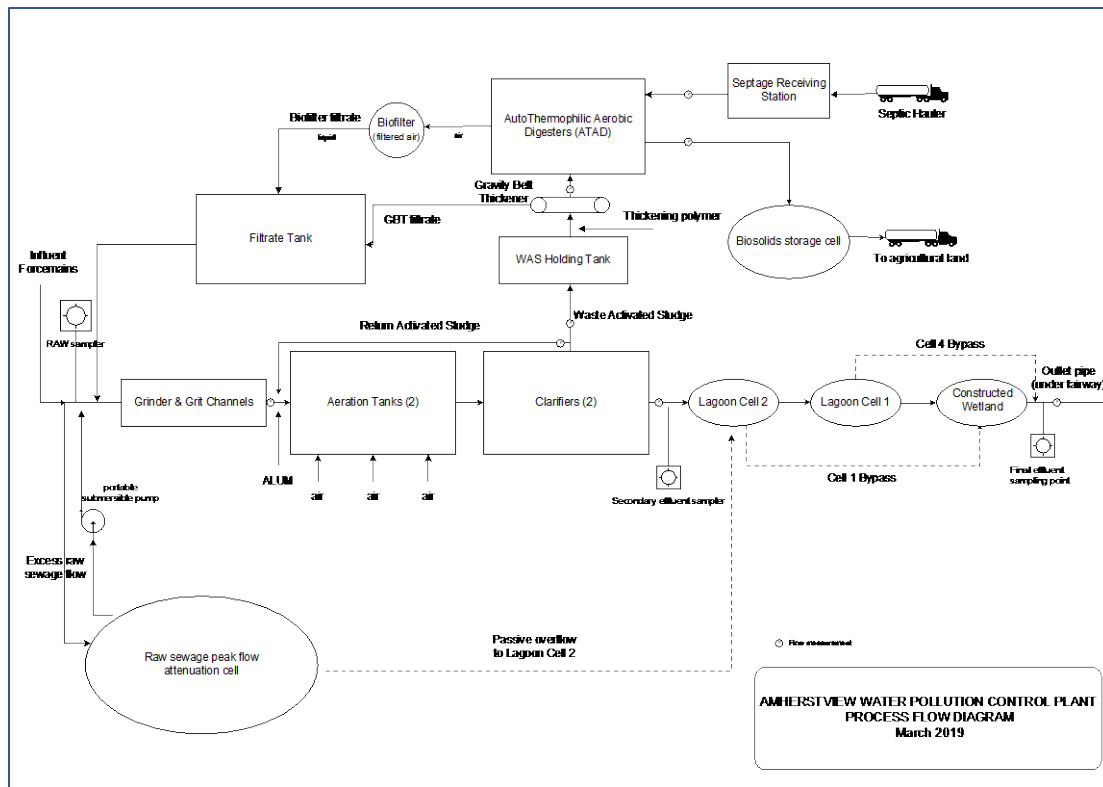 Septage Receiving
Station
Septic Hauler
AutoThermophilic Aerobic
Digesters (ATAD)
air
Biofilter
(filtered air)
Biofilter filtrate
liquid
Gravity Belt
Thickener
GBT filtrate
Thickening polymer
Filtrate Tank
WAS Holding Tank
Biosolids storage cell
To agricultural land
Influent
Forcemains
RAW sampler
Return Activated Sludge
Waste Activated Sludge
Cell 4 Bypass
Outlet pipe
(under fairway)
Grinder & Grit Channels
Aeration Tanks (2)
Clarifiers (2)
Lagoon Cell 2
Lagoon Cell 1
Constructed
Wetland
ALUM
air
air
air
Secondary effluent sampler
Cell 1 Bypass
Final effluent
sampling point
portable
submersible pump
Excess raw
sewage flow
Raw sewage peak flow
attenuation cell
Passive overflow
to Lagoon Cell 2
Flow measurement
AMHERSTVIEW WATER POLLUTION CONTROL PLANT
PROCESS FLOW DIAGRAM
March 2019